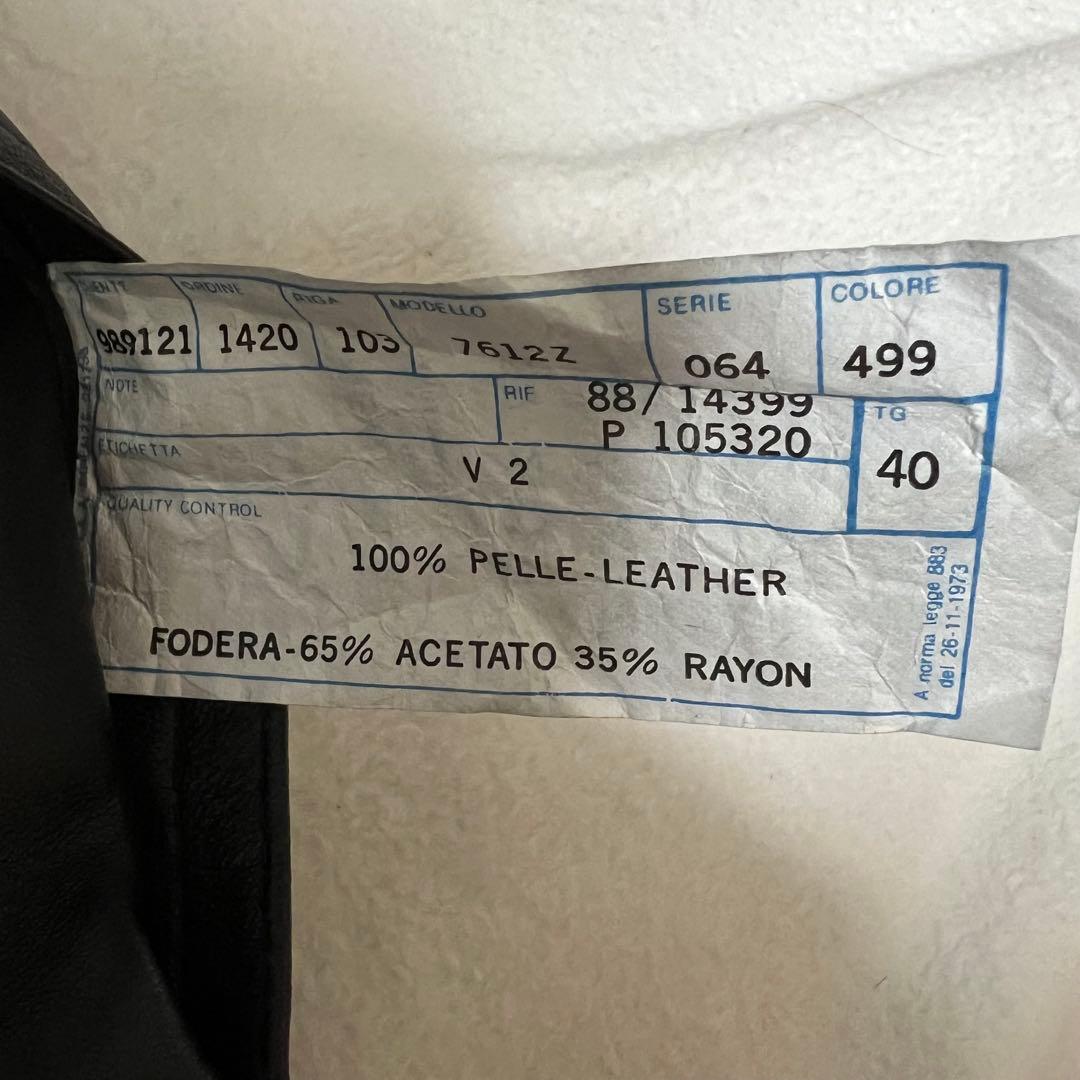 ORDINE RIGA MODELLO SERIE COLORE
989121 1420 103 7612Z 064 499
NOTE RIF 88/ 14399 TG
P 105320 40
ETICHETTA V 2
QUALITY CONTROL
100% PELLE-LEATHER
FODERA-65% ACETATO 35% RAYON
A norma legge 883
del 26-11-1973